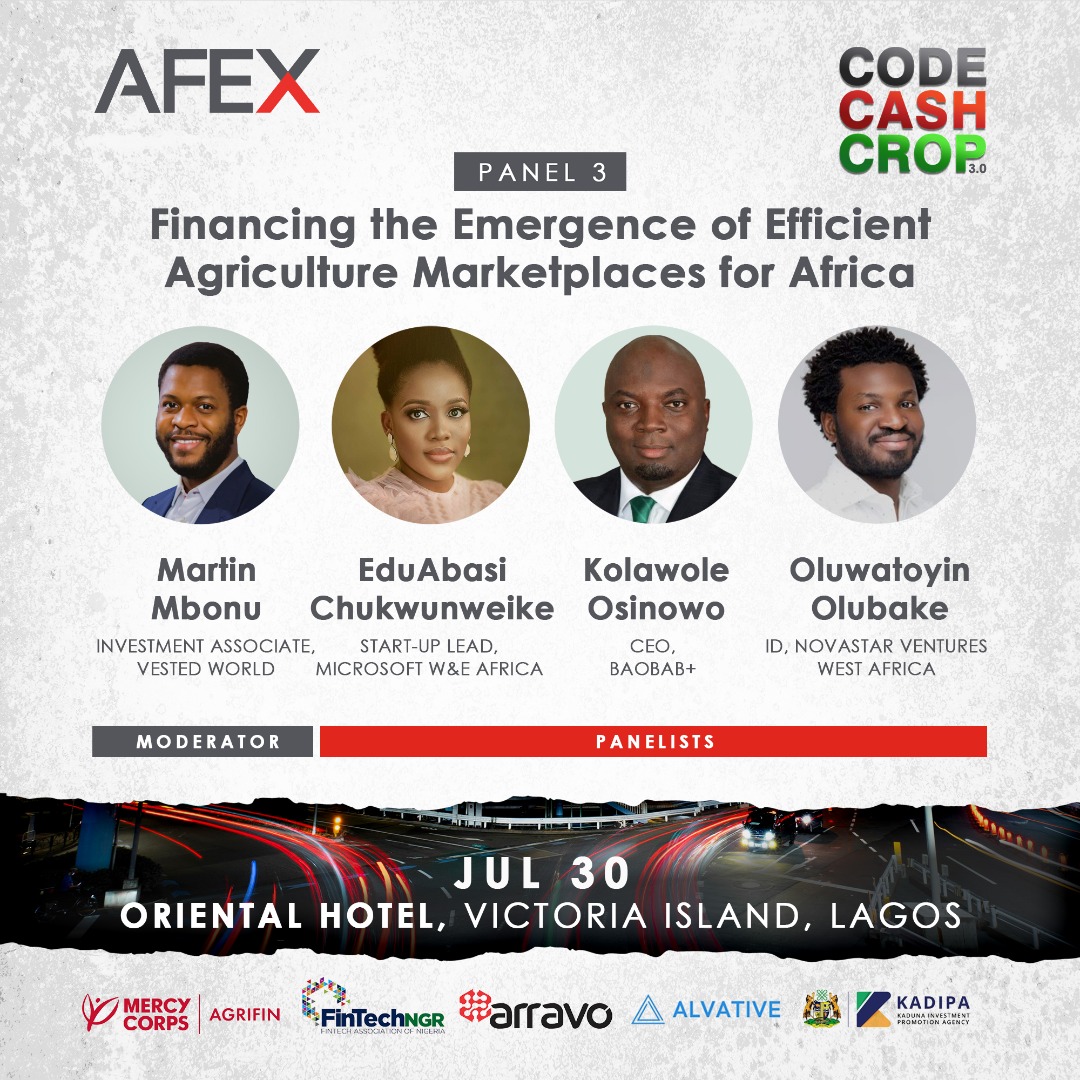 AFEX
CODE
CASH
CROP
3.0
PANEL 3
Financing the Emergence of Efficient
Agriculture Marketplaces for Africa
Martin
Mbonu
INVESTMENT ASSOCIATE,
VESTED WORLD
EduAbasi
Chukwunweike
START-UP LEAD,
MICROSOFT W&E AFRICA
Kolawole
Osinowo
CEO,
BAOBAB+
Oluwatoyin
Olubake
ID, NOVASTAR VENTURES
WEST AFRICA
MODERATOR
PANELISTS
JUL 30
ORIENTAL HOTEL, VICTORIA ISLAND, LAGOS
MERCY
CORPS
AGRIFIN
FinTechNGR
FINTECH ASSOCIATION OF NIGERIA
arravo
ALVATIVE
KADIPA
KADUNA INVESTMENT
PROMOTION AGENCY